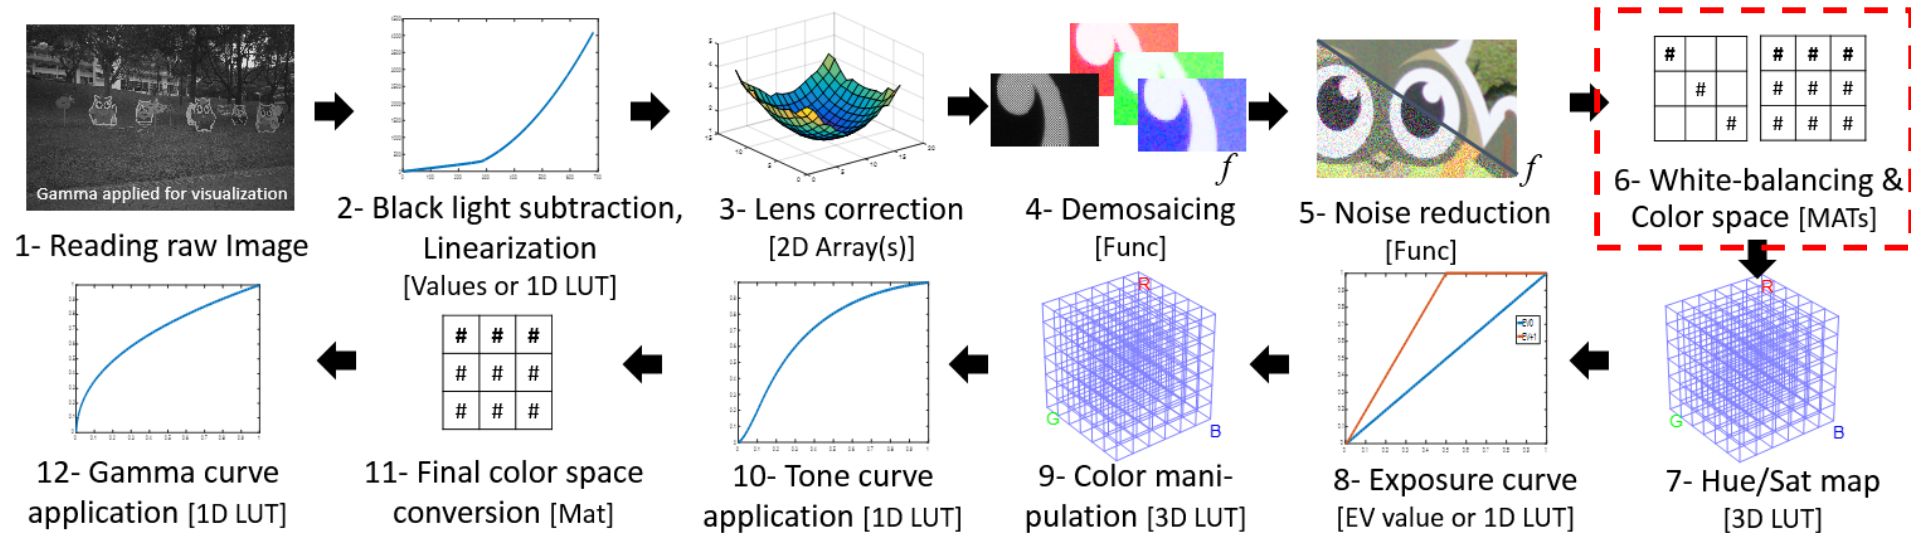 Gamma applied for visualization
1- Reading raw Image
2- Black light subtraction,
Linearization
[Values or 1D LUT]
3- Lens correction
[2D Array(s)]
f
4- Demosaicing
[Func]
f
5- Noise reduction
[Func]
#
#
#
# # #
# # #
# # #
6- White-balancing &
Color space [MATs]
R
G
B
7- Hue/Sat map
[3D LUT]
EV0
EV+1
8- Exposure curve
[EV value or 1D LUT]
R
G
B
9- Color mani-
pulation [3D LUT]
10- Tone curve
application [1D LUT]
# # #
# # #
# # #
11- Final color space
conversion [Mat]
12- Gamma curve
application [1D LUT]